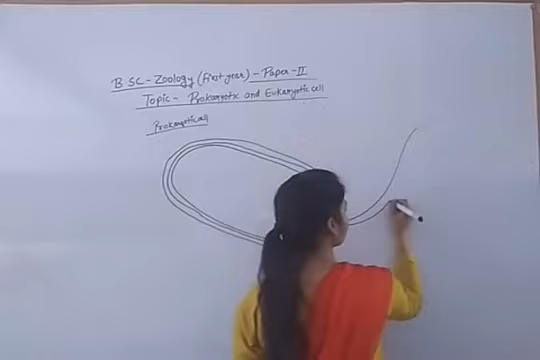 B.SC - Zoology (first year) - Paper - II
Topic - Prokaryotic and Eukaryotic cell
Prokaryotic cell